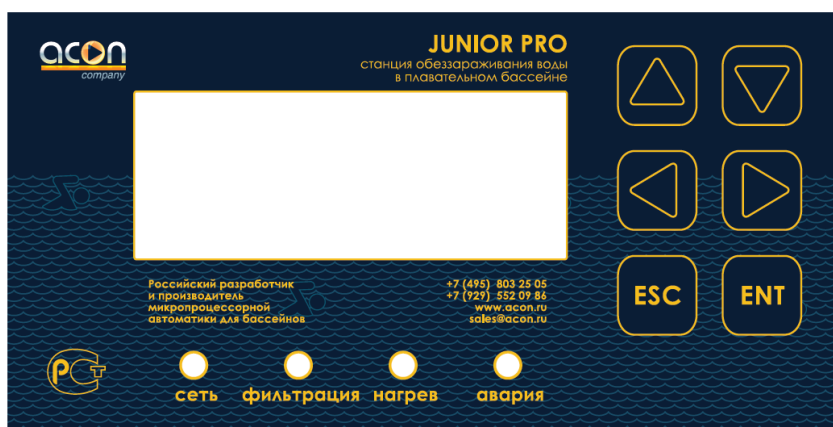 acon
company
JUNIOR PRO
станция обеззараживания воды
в плавательном бассейне
Российский разработчик
и производитель
микропроцессорной
автоматики для бассейнов
+7 (495) 803 25 05
+7 (929) 552 09 86
www.acon.ru
sales@acon.ru
ESC
ENT
РСТ
сеть
фильтрация
нагрев
авария